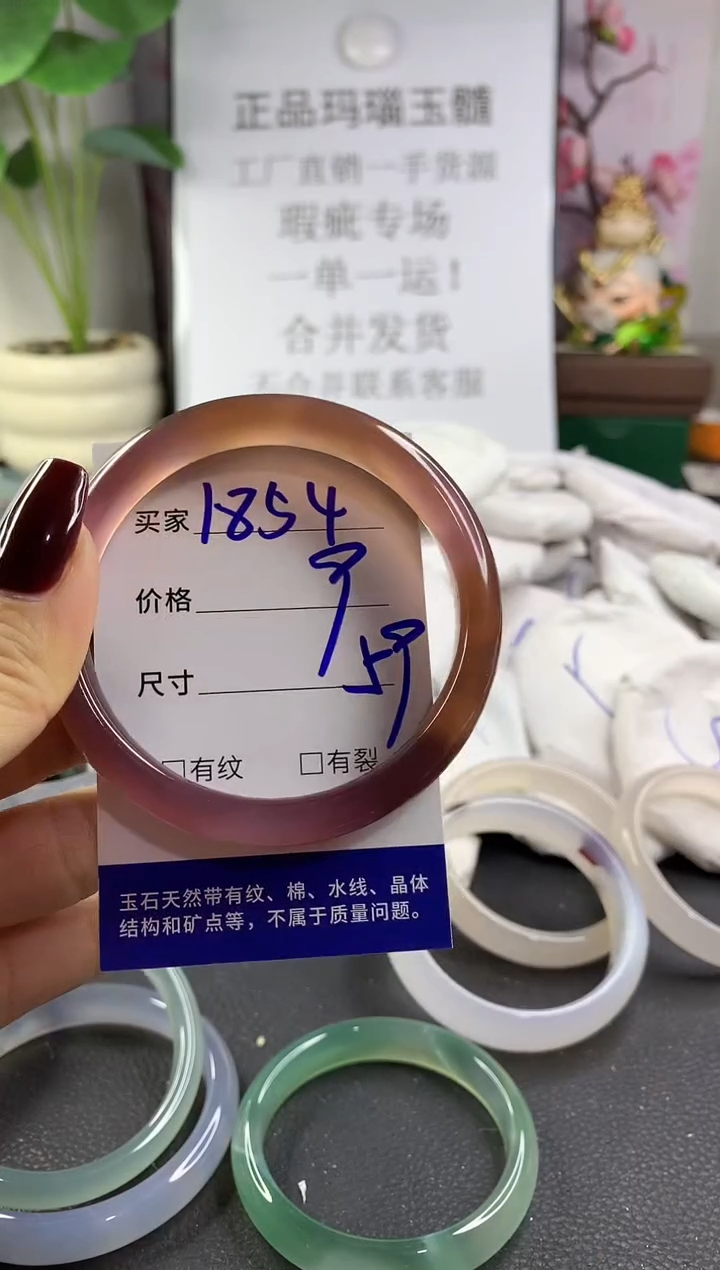 正品玛瑙玉髓
工厂直销一手货源
瑕疵专场
一单一运！
合并发货
买家 1854
价格 9
尺寸 59
□有纹 □有裂
玉石天然带有纹、棉、水线、晶体
结构和矿点等，不属于质量问题。